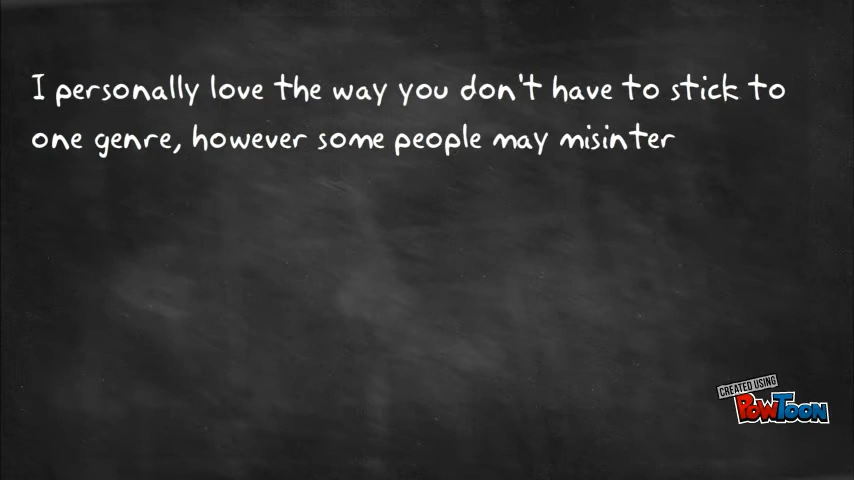 I personally love the way you don't have to stick to
one genre, however some people may misinter
CREATED USING
POWTOON